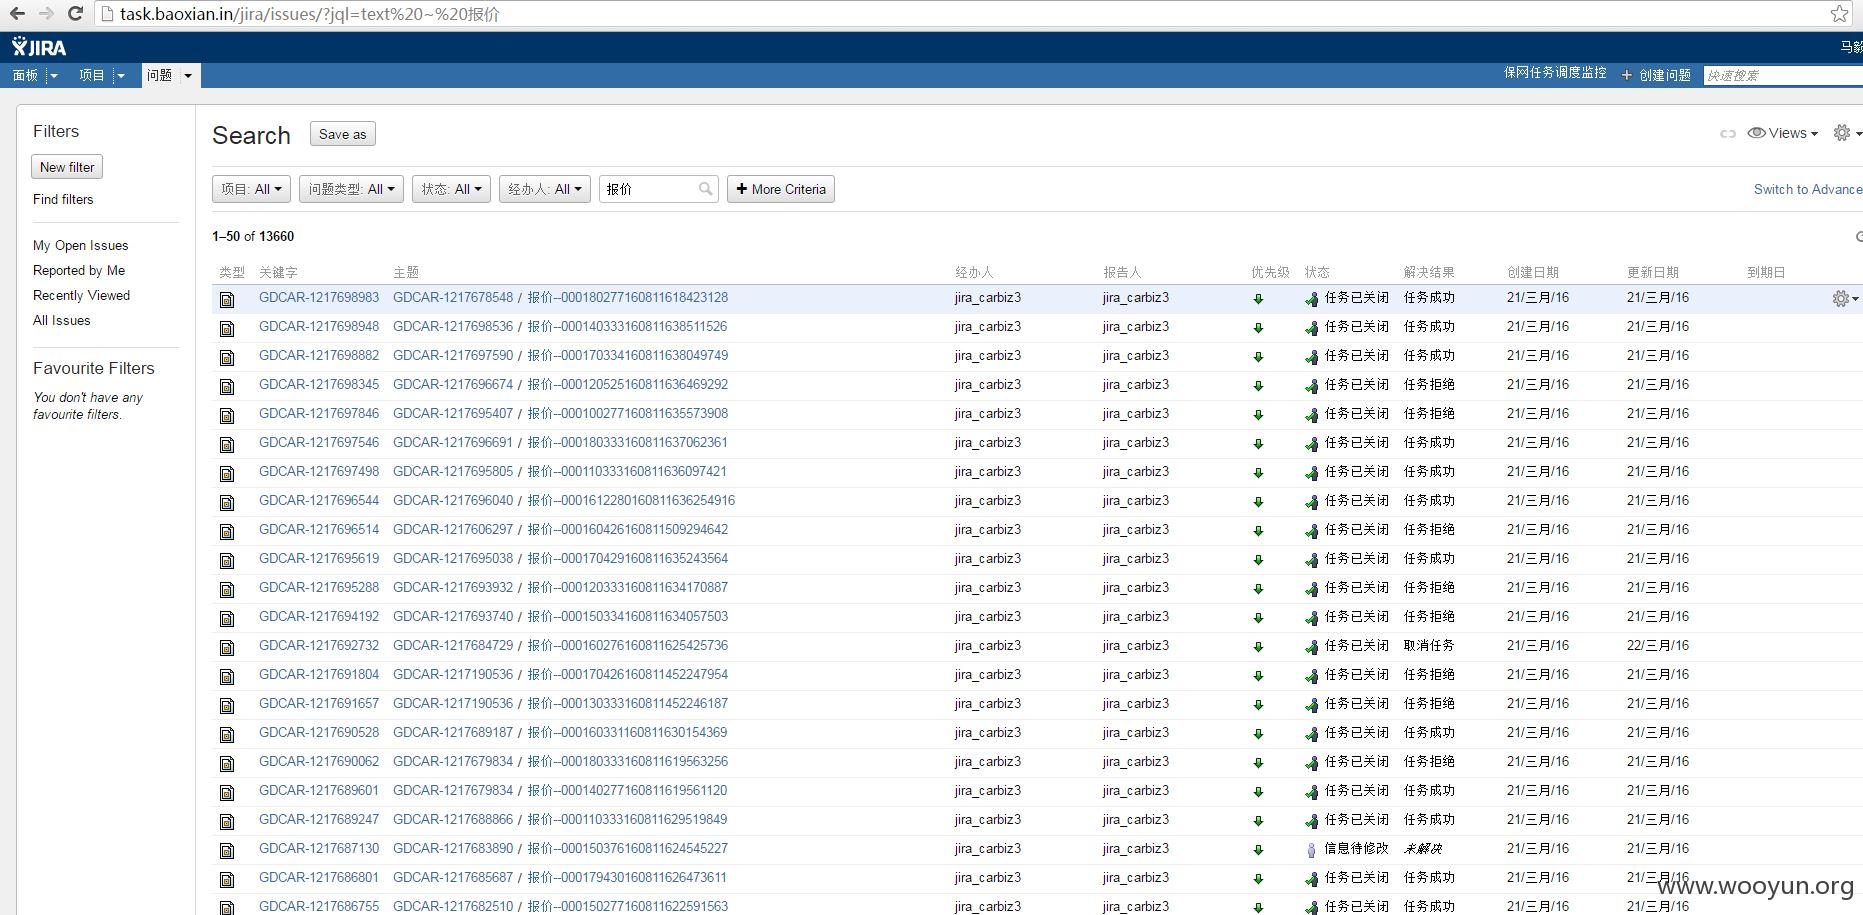 task.baoxian.in/jira/issues/?jql=text%20~%20报价
JIRA
面板 项目 问题 保网任务调度监控 + 创建问题 快速搜索
Filters
New filter
Find filters
My Open Issues
Reported by Me
Recently Viewed
All Issues
Favourite Filters
You don't have any
favourite filters.
Search Save as Views
项目: All 问题类型: All 状态: All 经办人: All 报价 + More Criteria Switch to Advance
1–50 of 13660
类型 关键字 主题 经办人 报告人 优先级 状态 解决结果 创建日期 更新日期 到期日
GDCAR-1217698983 GDCAR-1217678548 / 报价--000180277160811618423128 jira_carbiz3 jira_carbiz3 任务已关闭 任务成功 21/三月/16 21/三月/16
GDCAR-1217698948 GDCAR-1217698536 / 报价--000140333160811638511526 jira_carbiz3 jira_carbiz3 任务已关闭 任务成功 21/三月/16 21/三月/16
GDCAR-1217698882 GDCAR-1217697590 / 报价--000170334160811638049749 jira_carbiz3 jira_carbiz3 任务已关闭 任务成功 21/三月/16 21/三月/16
GDCAR-1217698345 GDCAR-1217696674 / 报价--000120525160811636469292 jira_carbiz3 jira_carbiz3 任务已关闭 任务拒绝 21/三月/16 21/三月/16
GDCAR-1217697846 GDCAR-1217695407 / 报价--000100277160811635573908 jira_carbiz3 jira_carbiz3 任务已关闭 任务拒绝 21/三月/16 21/三月/16
GDCAR-1217697546 GDCAR-1217696691 / 报价--000180333160811637062361 jira_carbiz3 jira_carbiz3 任务已关闭 任务成功 21/三月/16 21/三月/16
GDCAR-1217697498 GDCAR-1217695805 / 报价--000110333160811636097421 jira_carbiz3 jira_carbiz3 任务已关闭 任务成功 21/三月/16 21/三月/16
GDCAR-1217696544 GDCAR-1217696040 / 报价--0001612280160811636254916 jira_carbiz3 jira_carbiz3 任务已关闭 任务成功 21/三月/16 21/三月/16
GDCAR-1217696514 GDCAR-1217606297 / 报价--000160426160811509294642 jira_carbiz3 jira_carbiz3 任务已关闭 任务拒绝 21/三月/16 21/三月/16
GDCAR-1217695619 GDCAR-1217695038 / 报价--000170429160811635243564 jira_carbiz3 jira_carbiz3 任务已关闭 任务成功 21/三月/16 21/三月/16
GDCAR-1217695288 GDCAR-1217693932 / 报价--000120333160811634170887 jira_carbiz3 jira_carbiz3 任务已关闭 任务拒绝 21/三月/16 21/三月/16
GDCAR-1217694192 GDCAR-1217693740 / 报价--000150334160811634057503 jira_carbiz3 jira_carbiz3 任务已关闭 任务成功 21/三月/16 21/三月/16
GDCAR-1217692732 GDCAR-1217684729 / 报价--000160276160811625425736 jira_carbiz3 jira_carbiz3 任务已关闭 取消任务 21/三月/16 22/三月/16
GDCAR-1217691804 GDCAR-1217190536 / 报价--000170426160811452247954 jira_carbiz3 jira_carbiz3 任务已关闭 任务拒绝 21/三月/16 21/三月/16
GDCAR-1217691657 GDCAR-1217190536 / 报价--000130333160811452246187 jira_carbiz3 jira_carbiz3 任务已关闭 任务拒绝 21/三月/16 21/三月/16
GDCAR-1217690528 GDCAR-1217689187 / 报价--000160331160811630154369 jira_carbiz3 jira_carbiz3 任务已关闭 任务成功 21/三月/16 21/三月/16
GDCAR-1217690062 GDCAR-1217679834 / 报价--000180333160811619563256 jira_carbiz3 jira_carbiz3 任务已关闭 任务拒绝 21/三月/16 21/三月/16
GDCAR-1217689601 GDCAR-1217679834 / 报价--000140277160811619561120 jira_carbiz3 jira_carbiz3 任务已关闭 任务成功 21/三月/16 21/三月/16
GDCAR-1217689247 GDCAR-1217688866 / 报价--000110333160811629519849 jira_carbiz3 jira_carbiz3 任务已关闭 任务成功 21/三月/16 21/三月/16
GDCAR-1217687130 GDCAR-1217683890 / 报价--000150376160811624545227 jira_carbiz3 jira_carbiz3 信息待修改 未解决 21/三月/16 21/三月/16
GDCAR-1217686801 GDCAR-1217685687 / 报价--000179430160811626473611 jira_carbiz3 jira_carbiz3 任务已关闭 任务成功 21/三月/16 21/三月/16
GDCAR-1217686755 GDCAR-1217682510 / 报价--000150277160811622591563 jira_carbiz3 jira_carbiz3 任务已关闭 任务成功 21/三月/16 21/三月/16
www.wooyun.org